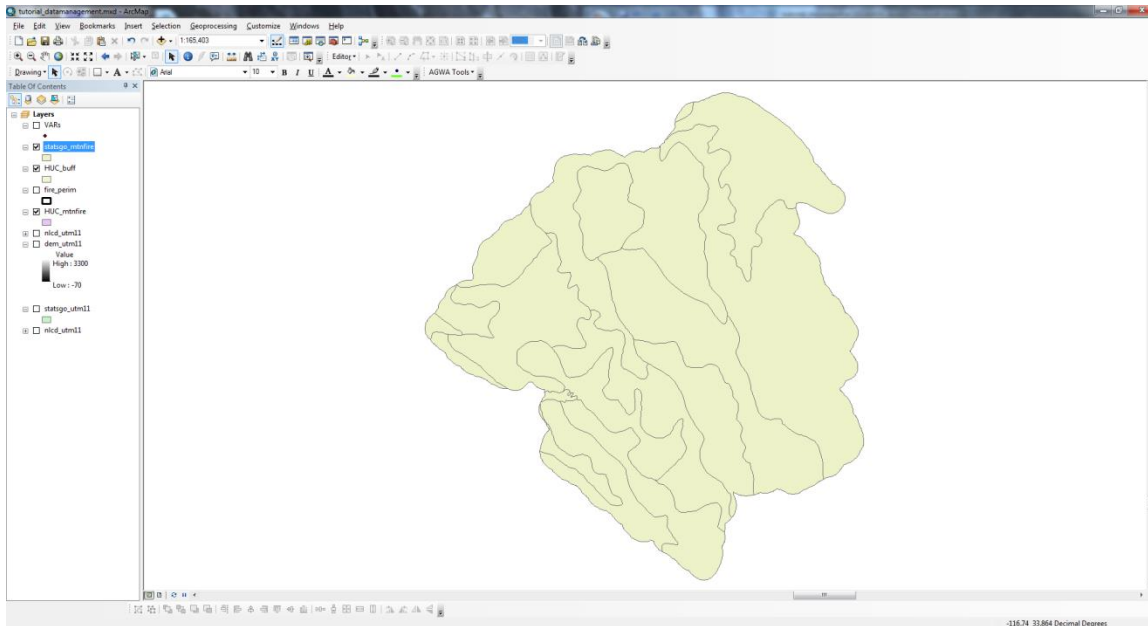 tutorial_datamanagement.mxd - ArcMap
File Edit View Bookmarks Insert Selection Geoprocessing Customize Windows Help
1:165,403
Editor
Drawing Arial 10 B I U A AGWA Tools
Table Of Contents
Layers
VARs
statsgo_mtnfire
HUC_buff
fire_perim
HUC_mtnfire
nlcd_utm11
dem_utm11
Value
High : 3300
Low : -70
statsgo_utm11
nlcd_utm11
-116.74 33.864 Decimal Degrees